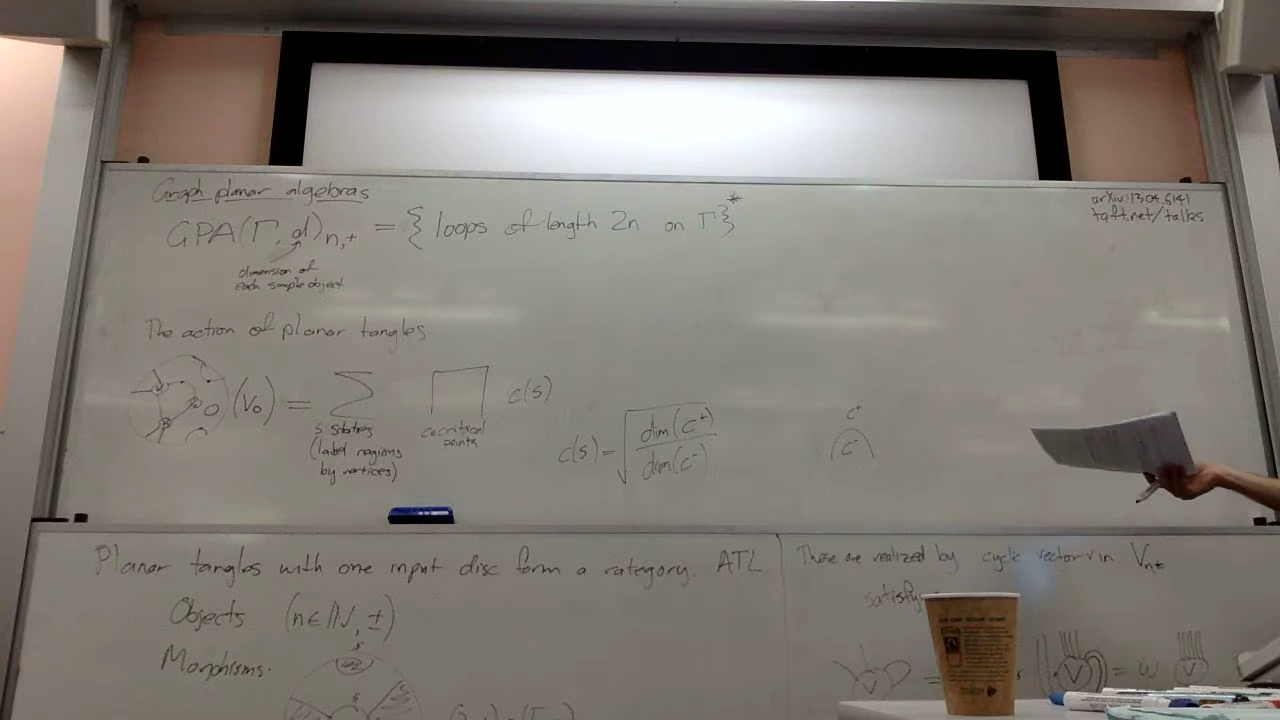 Graph planar algebras
GPA(Γ, d)n,+ = { loops of length 2n on Γ }*
dimension of
each simple object
arXiv:1304.6141
tqft.net/talks
The action of planar tangles
(V₀) = Σ ∏ c(s)
s: states
(label regions
by vertices)
cocritical
points
c(s) = √(dim(c⁺)/dim(c⁻))
c⁺
c⁻
Planar tangles with one input disc form a category. ATL
Objects (n∈ℕ, ±)
Morphisms.
These are realized by cyclic vector v in Vn±
satisfy
V =
V = ω V